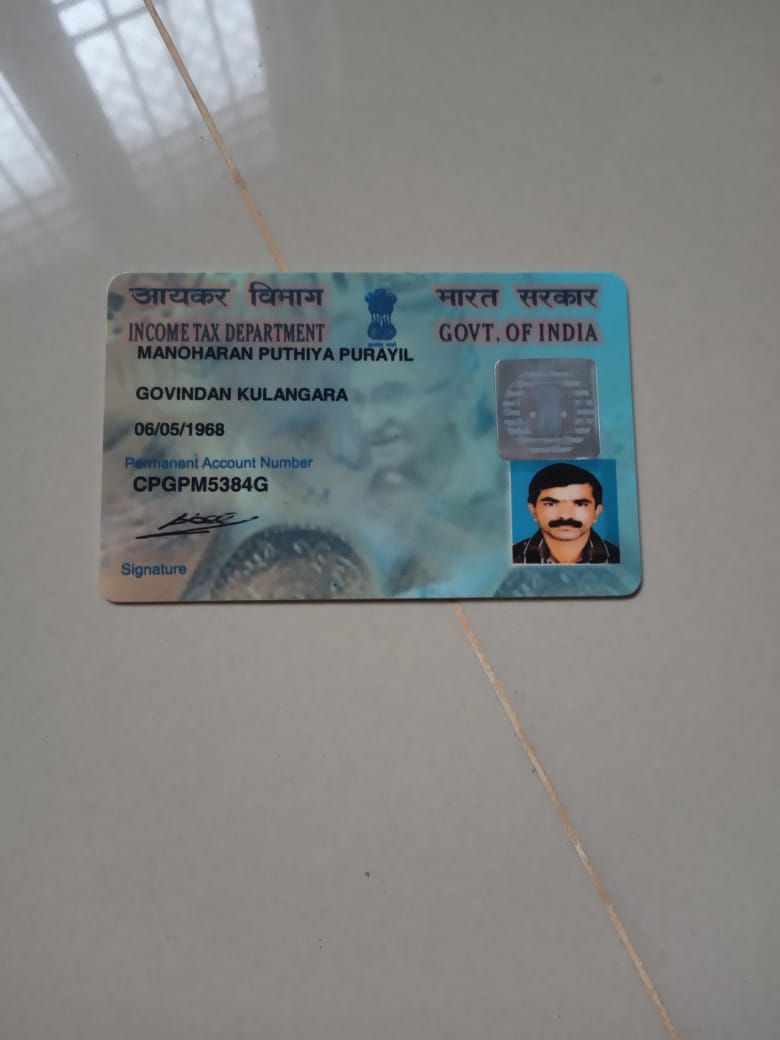 आयकर विभाग भारत सरकार
INCOME TAX DEPARTMENT GOVT. OF INDIA
MANOHARAN PUTHIYA PURAYIL
GOVINDAN KULANGARA
06/05/1968
Permanent Account Number
CPGPM5384G
Signature